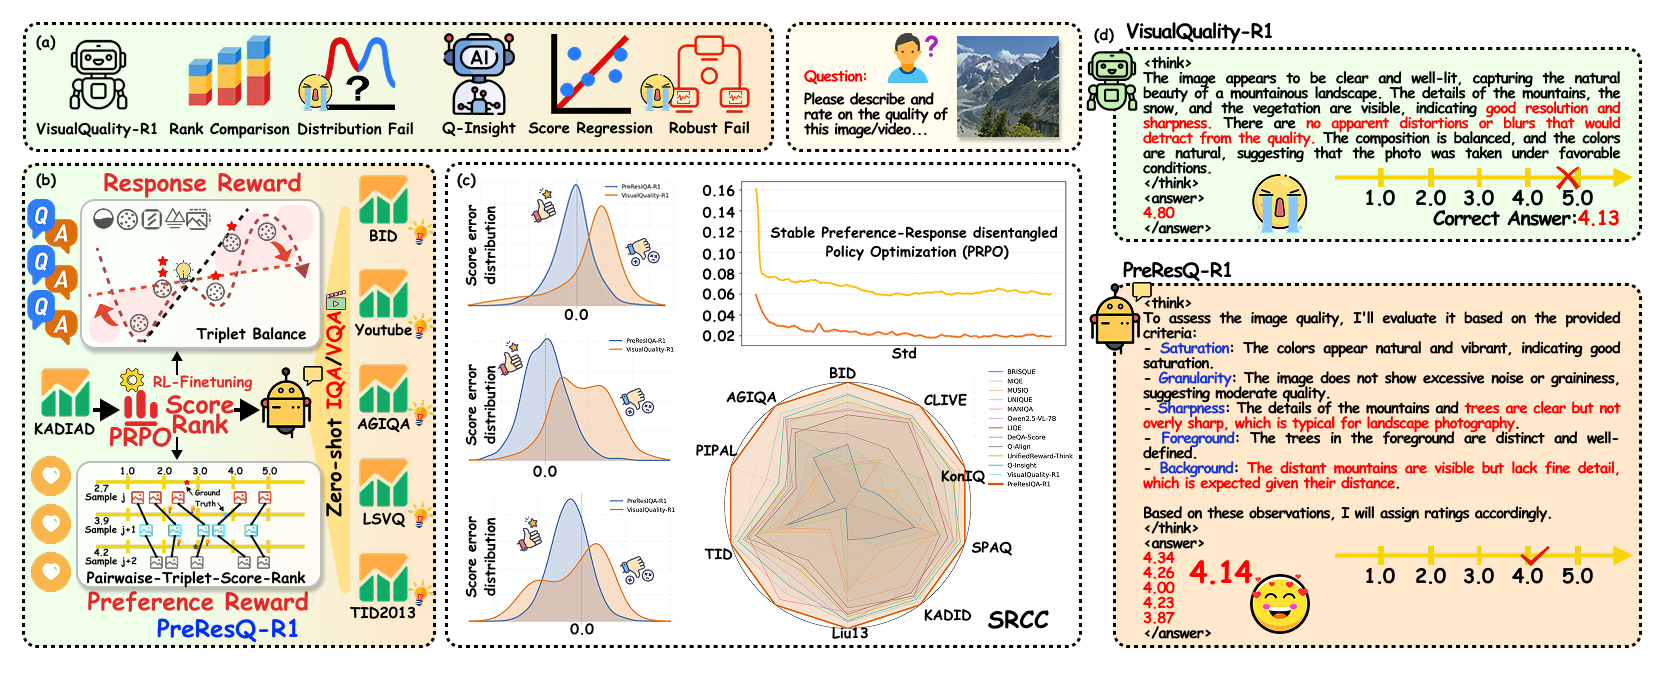 (a)
AI
?
VisualQuality-R1 Rank Comparison Distribution Fail
Q-Insight Score Regression Robust Fail
?
Question:
Please describe and
rate on the quality of
this image/video...
(b)
Response Reward
Q
A
Q
A
Q
A
Triplet Balance
KADIAD
RL-Finetuning
PRPO
Score
Rank
1.0 2.0 3.0 4.0 5.0
2.7
Sample j
Ground
Truth
3.9
Sample j+1
4.2
Sample j+2
Pairwaise-Triplet-Score-Rank
Preference Reward
PreResQ-R1
Zero-shot IQA/VQA
BID
Youtube
AGIQA
LSVQ
TID2013
(c)
Score error
distribution
PreResIQA-R1
VisualQuality-R1
0.0
Score error
distribution
PreResIQA-R1
VisualQuality-R1
0.0
Score error
distribution
PreResIQA-R1
VisualQuality-R1
0.0
0.16
0.14
0.12
0.10
0.08
0.06
0.04
0.02
Stable Preference-Response disentangled
Policy Optimization (PRPO)
Std
BID
CLIVE
KonIQ
SPAQ
KADID
Liu13
TID
PIPAL
AGIQA
BRISQUE
NIQE
MUSIQ
UNIQUE
MANIQA
Qwen2.5-VL-7B
LIQE
DeQA-Score
Q-Align
UnifiedReward-Think
Q-Insight
VisualQuality-R1
PreResIQA-R1
SRCC
(d)
VisualQuality-R1
<think>
The image appears to be clear and well-lit, capturing the natural
beauty of a mountainous landscape. The details of the mountains, the
snow, and the vegetation are visible, indicating good resolution and
sharpness. There are no apparent distortions or blurs that would
detract from the quality. The composition is balanced, and the colors
are natural, suggesting that the photo was taken under favorable
conditions.
</think>
<answer>
4.80
</answer>
1.0 2.0 3.0 4.0 5.0
Correct Answer:4.13
PreResQ-R1
<think>
To assess the image quality, I'll evaluate it based on the provided
criteria:
- Saturation: The colors appear natural and vibrant, indicating good
saturation.
- Granularity: The image does not show excessive noise or graininess,
suggesting moderate quality.
- Sharpness: The details of the mountains and trees are clear but not
overly sharp, which is typical for landscape photography.
- Foreground: The trees in the foreground are distinct and well-
defined.
- Background: The distant mountains are visible but lack fine detail,
which is expected given their distance.
Based on these observations, I will assign ratings accordingly.
</think>
<answer>
4.34
4.26
4.00
4.23
3.87
</answer>
4.14
1.0 2.0 3.0 4.0 5.0